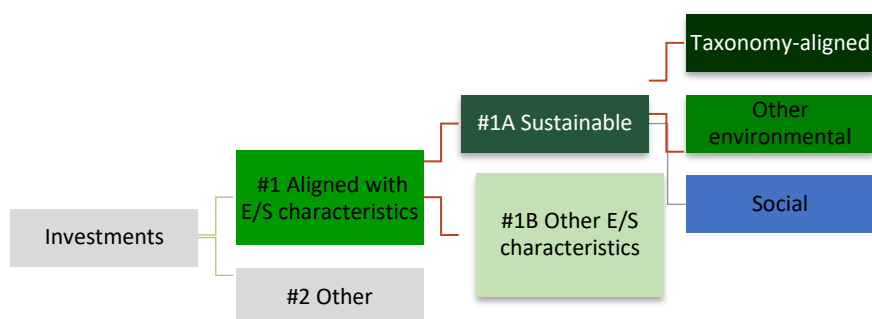 Taxonomy-aligned
#1A Sustainable
Other
environmental
#1 Aligned with
E/S characteristics
#1B Other E/S
characteristics
Social
Investments
#2 Other